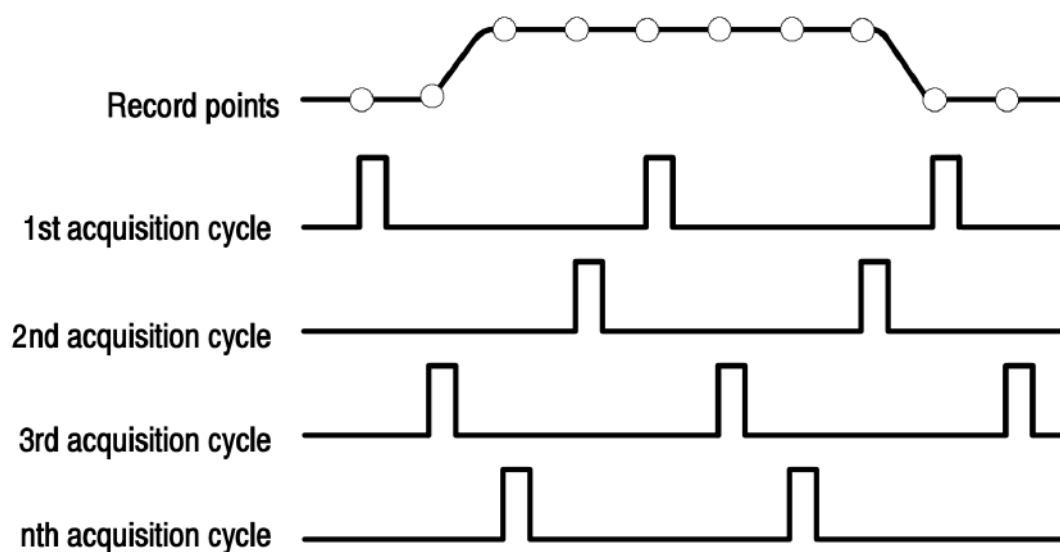 Record points
1st acquisition cycle
2nd acquisition cycle
3rd acquisition cycle
nth acquisition cycle